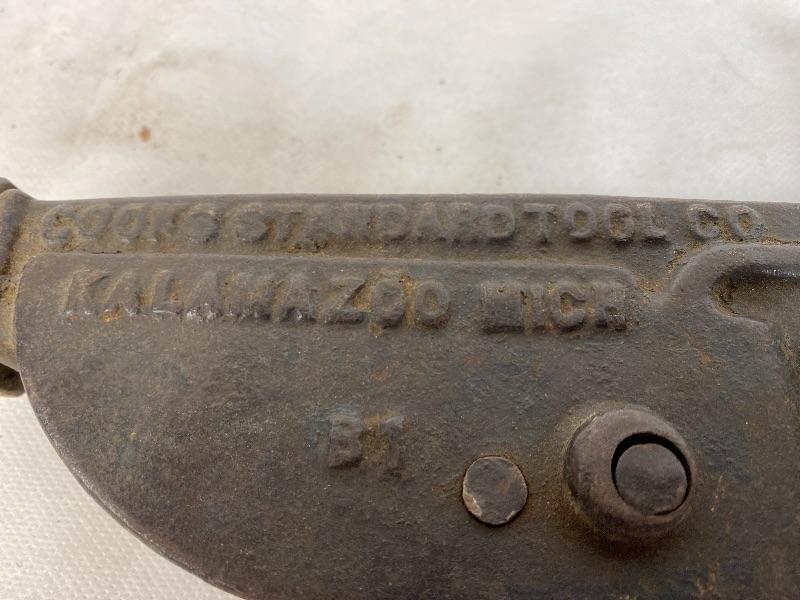 COOKS STANDARD TOOL CO
KALAMAZOO MICH
B1